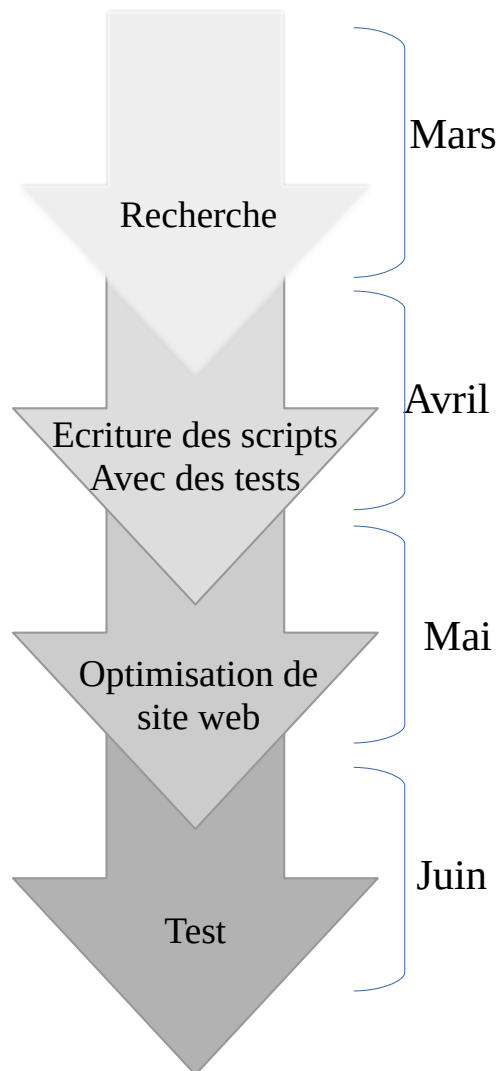 Mars
Recherche
Avril
Ecriture des scripts
Avec des tests
Mai
Optimisation de
site web
Juin
Test